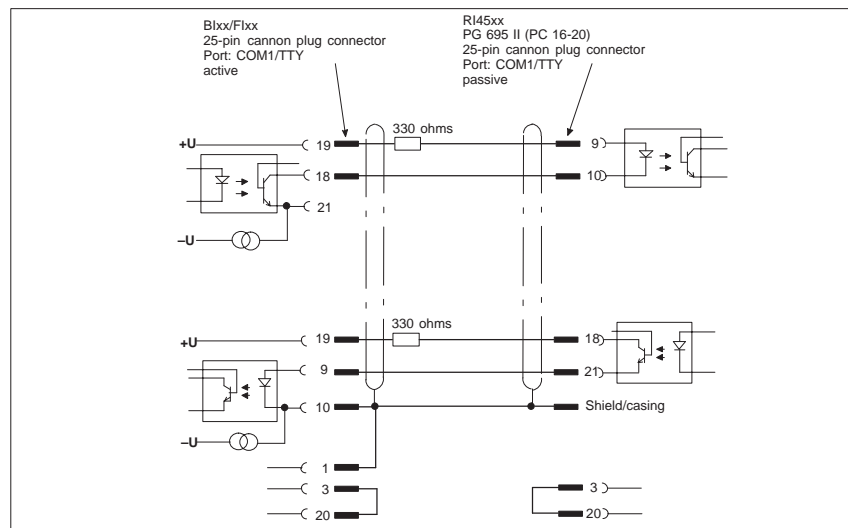 BIxx/FIxx
25-pin cannon plug connector
Port: COM1/TTY
active
RI45xx
PG 695 II (PC 16-20)
25-pin cannon plug connector
Port: COM1/TTY
passive
330 ohms
+U
19
9
18
10
21
–U
330 ohms
+U
19
18
9
21
10
Shield/casing
–U
1
3
3
20
20